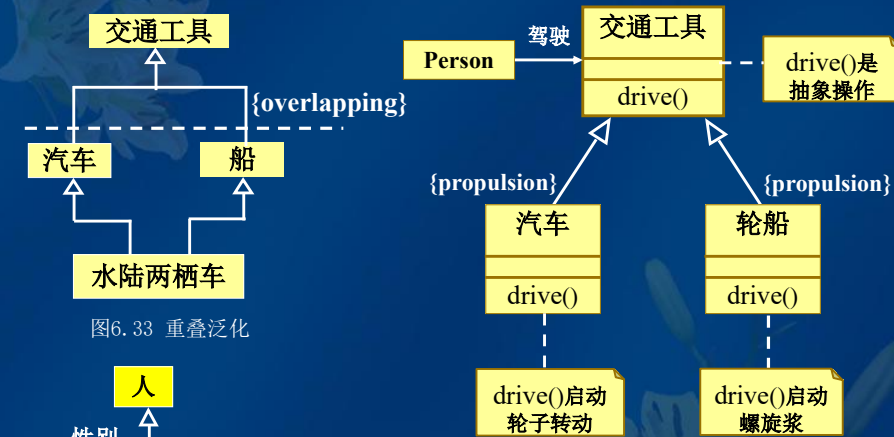 交通工具
{overlapping}
汽车
船
水陆两栖车
图6.33 重叠泛化
人
性别
Person
驾驶
交通工具
drive()
drive()是
抽象操作
{propulsion}
{propulsion}
汽车
drive()
轮船
drive()
drive()启动
轮子转动
drive()启动
螺旋桨